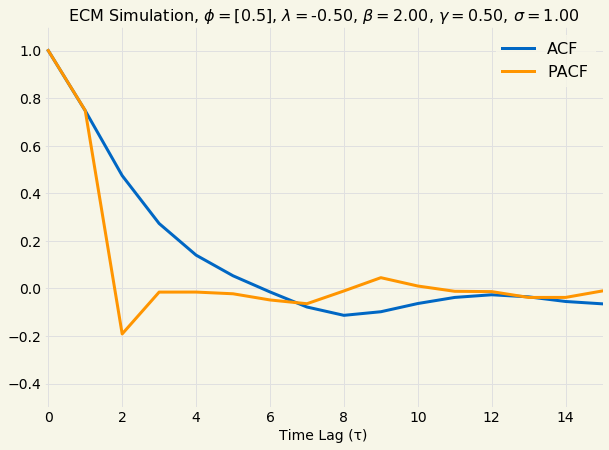 ECM Simulation, ϕ = [0.5], λ = -0.50, β = 2.00, γ = 0.50, σ = 1.00
ACF
PACF
1.0
0.8
0.6
0.4
0.2
0.0
−0.2
−0.4
0 2 4 6 8 10 12 14
Time Lag (τ)